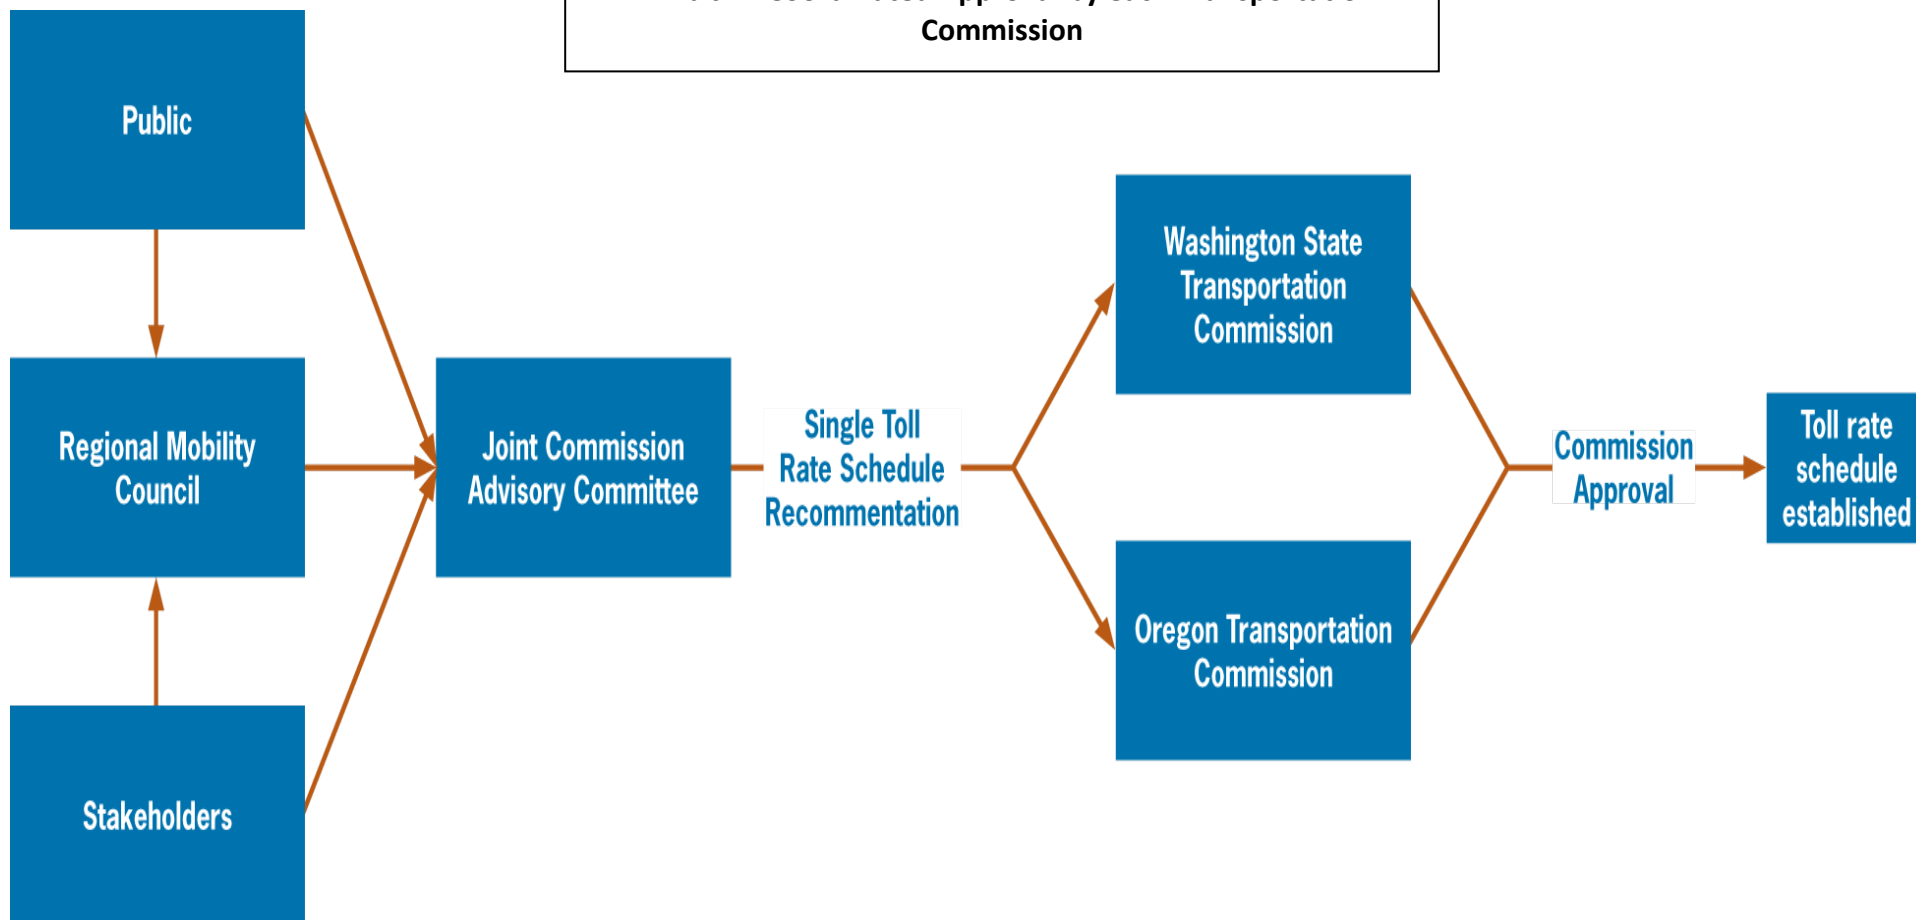 Commission
Public
Regional Mobility
Council
Stakeholders
Joint Commission
Advisory Committee
Single Toll
Rate Schedule
Recommentation
Washington State
Transportation
Commission
Oregon Transportation
Commission
Commission
Approval
Toll rate
schedule
established